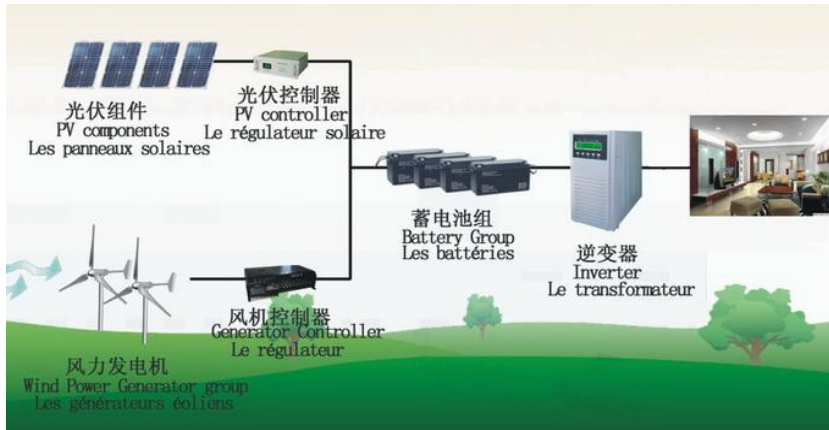 光伏组件
PV components
Les panneaux solaires
光伏控制器
PV controller
Le régulateur solaire
蓄电池组
Battery Group
Les battéries
逆变器
Inverter
Le transformateur
风机控制器
Generator Controller
Le régulateur
风力发电机
Wind Power Generator group
Les générateurs éoliens